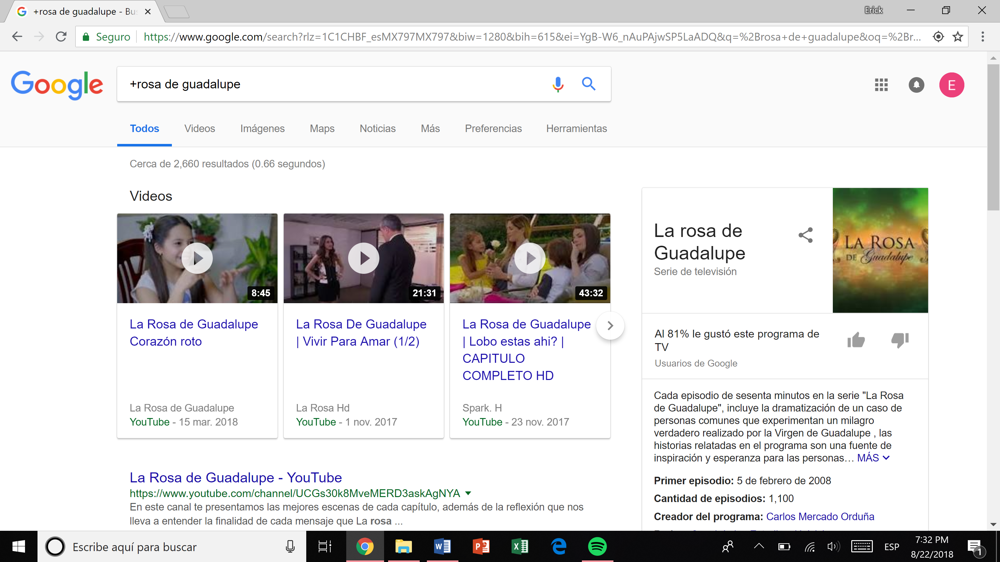 +rosa de guadalupe - Bus
Erick
Seguro
https://www.google.com/search?rlz=1C1CHBF_esMX797MX797&biw=1280&bih=615&ei=YgB-W6_nAuPAjwSP5LaADQ&q=%2Brosa+de+guadalupe&oq=%2Br...
Google
+rosa de guadalupe
E
Todos Videos Imágenes Maps Noticias Más Preferencias Herramientas
Cerca de 2,660 resultados (0.66 segundos)
Videos
8:45
21:31
43:32
La Rosa de Guadalupe
Corazón roto
La Rosa de Guadalupe
YouTube - 15 mar. 2018
La Rosa De Guadalupe
| Vivir Para Amar (1/2)
La Rosa Hd
YouTube - 1 nov. 2017
La Rosa de Guadalupe
| Lobo estas ahi? |
CAPITULO
COMPLETO HD
Spark. H
YouTube - 23 nov. 2017
La Rosa de Guadalupe - YouTube
https://www.youtube.com/channel/UCGs30k8MveMERD3askAgNYA
En este canal te presentamos las mejores escenas de cada capítulo, además de la reflexión que nos
lleva a entender la finalidad de cada mensaje que La rosa ...
La rosa de
Guadalupe
Serie de televisión
LA ROSA
DE Guadalupe
Al 81% le gustó este programa de
TV
Usuarios de Google
Cada episodio de sesenta minutos en la serie "La Rosa
de Guadalupe", incluye la dramatización de un caso de
personas comunes que experimentan un milagro
verdadero realizado por la Virgen de Guadalupe , las
historias relatadas en el programa son una fuente de
inspiración y esperanza para las personas… MÁS
Primer episodio: 5 de febrero de 2008
Cantidad de episodios: 1,100
Creador del programa: Carlos Mercado Orduña
Escribe aquí para buscar
ESP
7:32 PM
8/22/2018
1